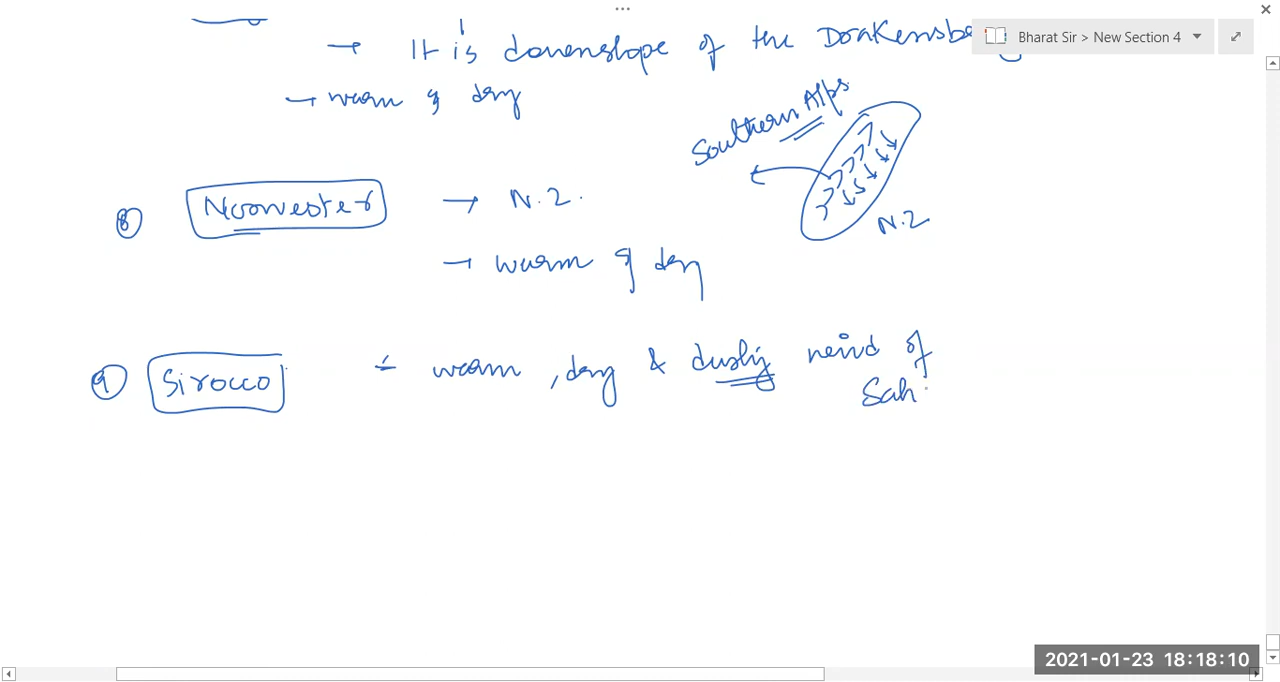 Bharat Sir > New Section 4
→ It is downslope of the Drakensbe
→ warm & dry
Southern Alps
⑧ Norwester → N.Z.
N.Z
→ warm & dry
⑨ Sirocco - warm, dry & dusty wind of
Sah
2021-01-23 18:18:10